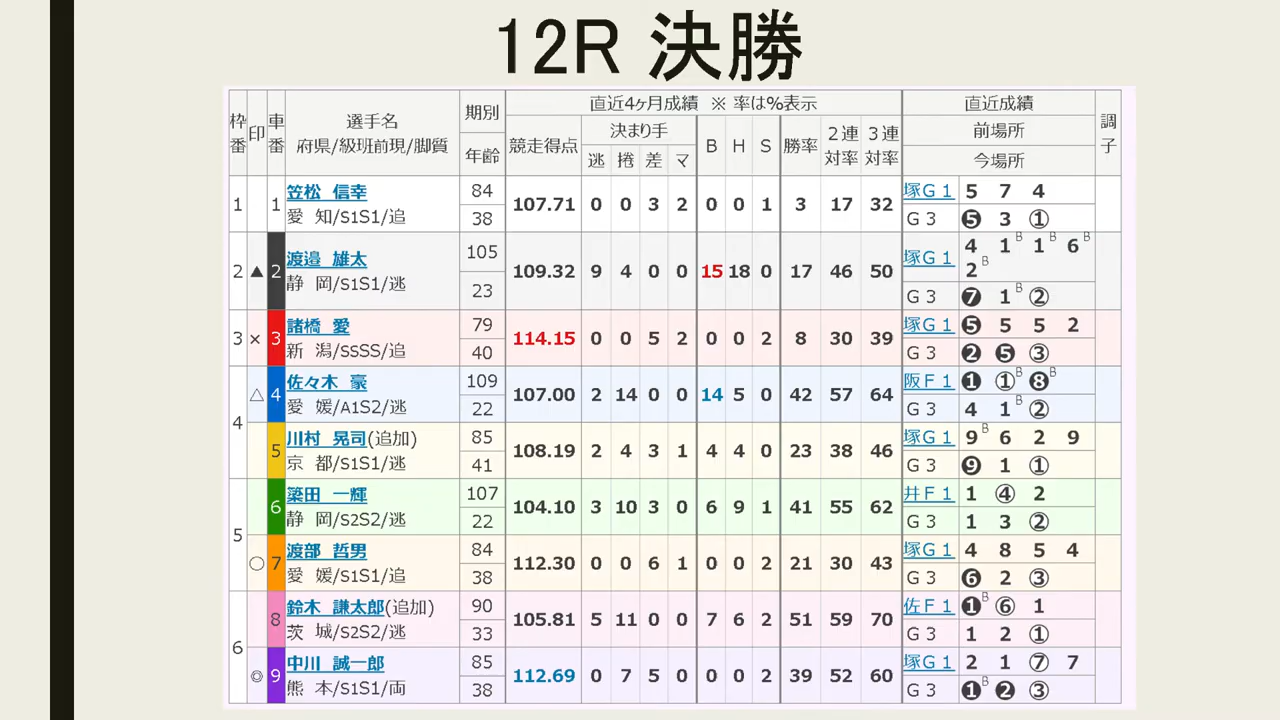 12R 決勝
枠番 印 車番 選手名 府県/級班前現/脚質 期別 年齢 競走得点 直近4ヶ月成績 ※ 率は%表示 決まり手 逃 捲 差 マ B H S 勝率 2連対率 3連対率 直近成績 前場所 今場所 調子
1 1 笠松 信幸 84 107.71 0 0 3 2 0 0 1 3 17 32 塚G1 5 7 4
愛 知/S1S1/追 38 G3 ❺ 3 ①
2 ▲ 2 渡邉 雄太 105 109.32 9 4 0 0 15 18 0 17 46 50 塚G1 4 1B 1B 6B 2B
静 岡/S1S1/逃 23 G3 ❼ 1B ②
3 × 3 諸橋 愛 79 114.15 0 0 5 2 0 0 2 8 30 39 塚G1 ❺ 5 5 2
新 潟/SSSS/追 40 G3 ❷ ❺ ③
4 △ 4 佐々木 豪 109 107.00 2 14 0 0 14 5 0 42 57 64 阪F1 ❶ ①B ❽B
愛 媛/A1S2/逃 22 G3 4 1B ②
5 川村 晃司(追加) 85 108.19 2 4 3 1 4 4 0 23 38 46 塚G1 9B 6 2 9
京 都/S1S1/逃 41 G3 ❾ 1 ①
5 6 簗田 一輝 107 104.10 3 10 3 0 6 9 1 41 55 62 井F1 1 ④ 2
静 岡/S2S2/逃 22 G3 1 3 ②
○ 7 渡部 哲男 84 112.30 0 0 6 1 0 0 2 21 30 43 塚G1 4 8 5 4
愛 媛/S1S1/追 38 G3 ❻ 2 ③
6 8 鈴木 謙太郎(追加) 90 105.81 5 11 0 0 7 6 2 51 59 70 佐F1 ❶B ⑥ 1
茨 城/S2S2/逃 33 G3 1 2 ①
◎ 9 中川 誠一郎 85 112.69 0 7 5 0 0 0 2 39 52 60 塚G1 2 1 ⑦ 7
熊 本/S1S1/両 38 G3 ❶B ❷ ③